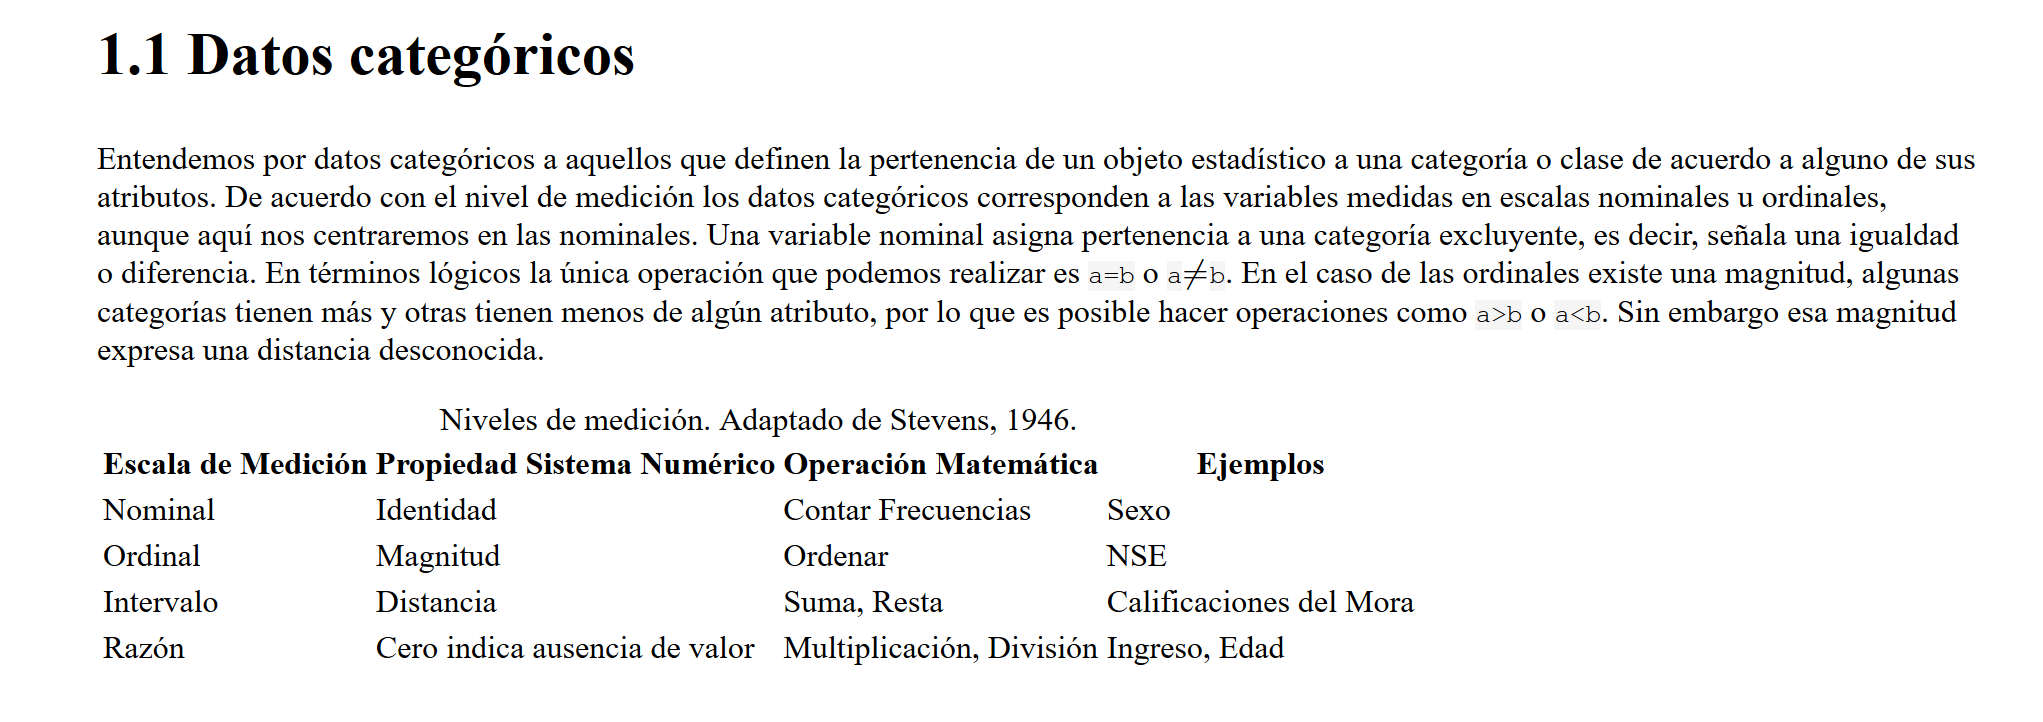 1.1 Datos categóricos
Entendemos por datos categóricos a aquellos que definen la pertenencia de un objeto estadístico a una categoría o clase de acuerdo a alguno de sus
atributos. De acuerdo con el nivel de medición los datos categóricos corresponden a las variables medidas en escalas nominales u ordinales,
aunque aquí nos centraremos en las nominales. Una variable nominal asigna pertenencia a una categoría excluyente, es decir, señala una igualdad
o diferencia. En términos lógicos la única operación que podemos realizar es a=b o a≠b. En el caso de las ordinales existe una magnitud, algunas
categorías tienen más y otras tienen menos de algún atributo, por lo que es posible hacer operaciones como a>b o a<b. Sin embargo esa magnitud
expresa una distancia desconocida.
Niveles de medición. Adaptado de Stevens, 1946.
Escala de Medición Propiedad Sistema Numérico Operación Matemática Ejemplos
Nominal Identidad Contar Frecuencias Sexo
Ordinal Magnitud Ordenar NSE
Intervalo Distancia Suma, Resta Calificaciones del Mora
Razón Cero indica ausencia de valor Multiplicación, División Ingreso, Edad